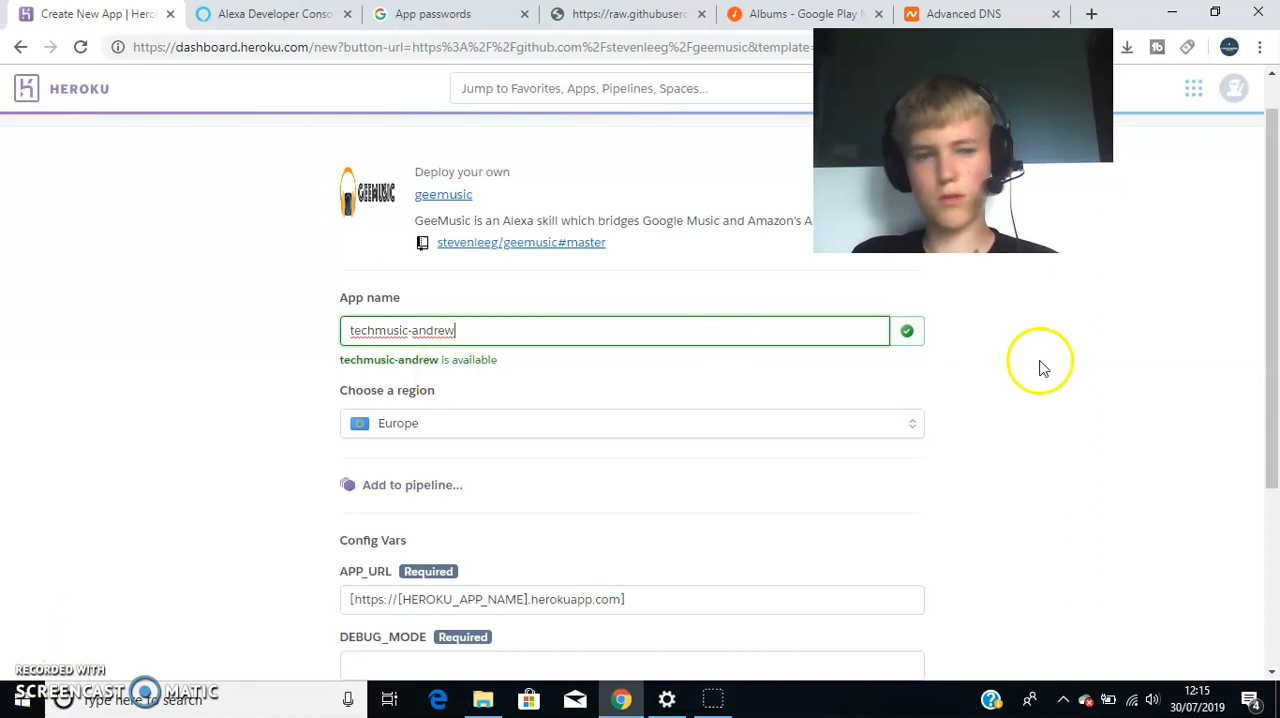 Create New App | Herol
Alexa Developer Conso
App passwords
https://raw.githubuserc
Albums - Google Play M
Advanced DNS
https://dashboard.heroku.com/new?button-url=https%3A%2F%2Fgithub.com%2Fstevenleeg%2Fgeemusic&template=
HEROKU
Jump to Favorites, Apps, Pipelines, Spaces...
GEEMUSIC
Deploy your own
geemusic
GeeMusic is an Alexa skill which bridges Google Music and Amazon's A
stevenleeg/geemusic#master
App name
techmusic-andrew
techmusic-andrew is available
Choose a region
Europe
Add to pipeline...
Config Vars
APP_URL Required
[https://[HEROKU_APP_NAME].herokuapp.com]
DEBUG_MODE Required
RECORDED WITH
SCREENCAST MATIC
Type here to search
12:15
30/07/2019
4